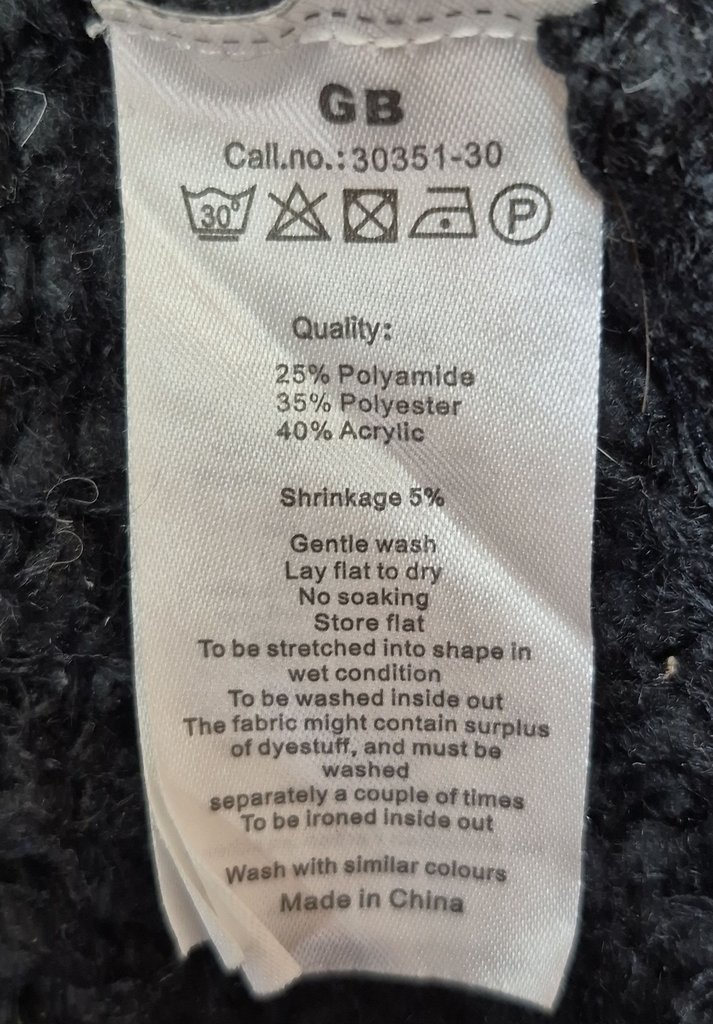 GB
Call.no.:30351-30
30°
P
Quality:
25% Polyamide
35% Polyester
40% Acrylic
Shrinkage 5%
Gentle wash
Lay flat to dry
No soaking
Store flat
To be stretched into shape in
wet condition
To be washed inside out
The fabric might contain surplus
of dyestuff, and must be
washed
separately a couple of times
To be ironed inside out
Wash with similar colours
Made in China